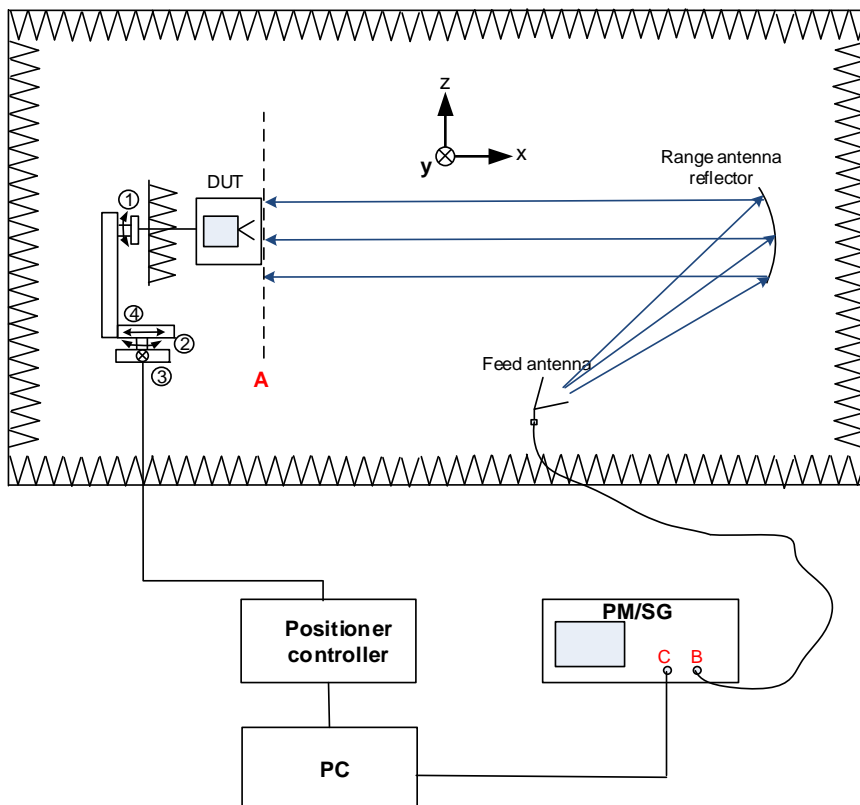 z
x
y
Range antenna
reflector
DUT
①
④
②
③
A
Feed antenna
PM/SG
C B
Positioner
controller
PC